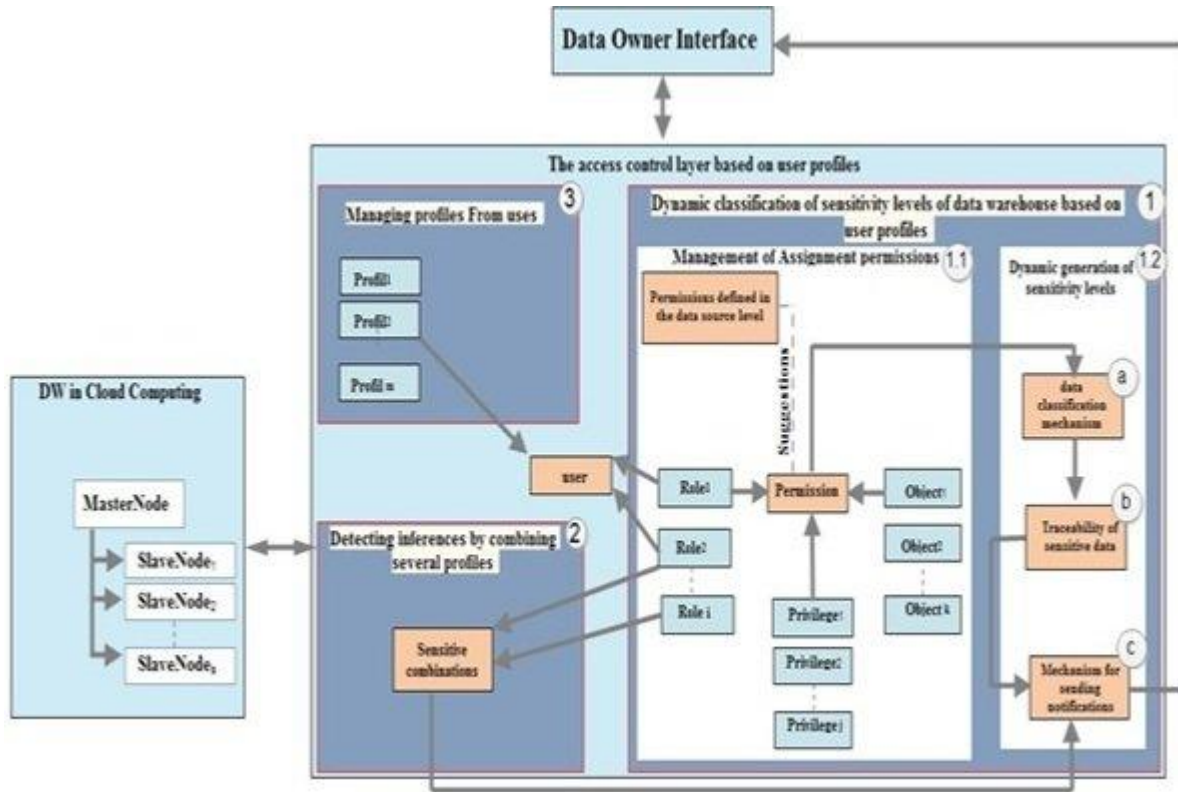 Data Owner Interface
The access control layer based on user profiles
3
Managing profiles From uses
Profil1
Profil2
Profil m
1
Dynamic classification of sensitivity levels of data warehouse based on
user profiles
Management of Assignment permissions
1.1
Permissions defined in
the data source level
Suggestions
Role1
Permission
Object1
Role2
Object2
Role i
Object k
Privilege1
Privilege2
Privilege j
1.2
Dynamic generation of
sensitivity levels
a
data
classification
mechanism
b
Traceability of
sensitive data
c
Mechanism for
sending
notifications
user
2
Detecting inferences by combining
several profiles
Sensitive
combinations
DW in Cloud Computing
MasterNode
SlaveNode1
SlaveNode2
SlaveNoden